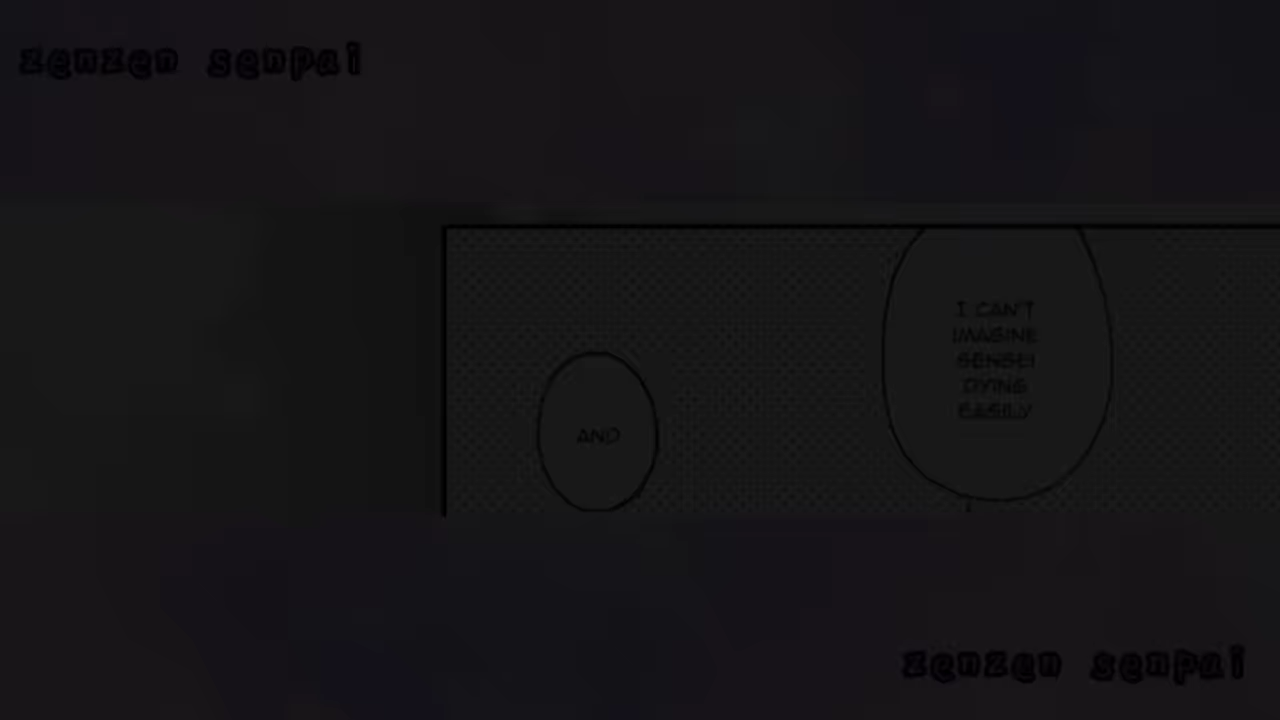 zenzen senpai
I CAN'T
IMAGINE
SENSEI
DYING
EASILY
AND
zenzen senpai